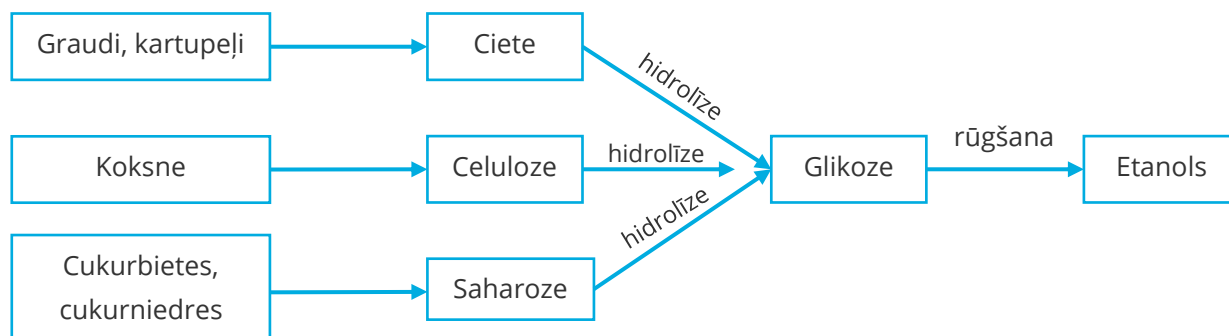 Graudi, kartupeļi
Ciete
hidrolīze
Koksne
Celuloze
hidrolīze
Glikoze
rūgšana
Etanols
hidrolīze
Cukurbietes,
cukurniedres
Saharoze